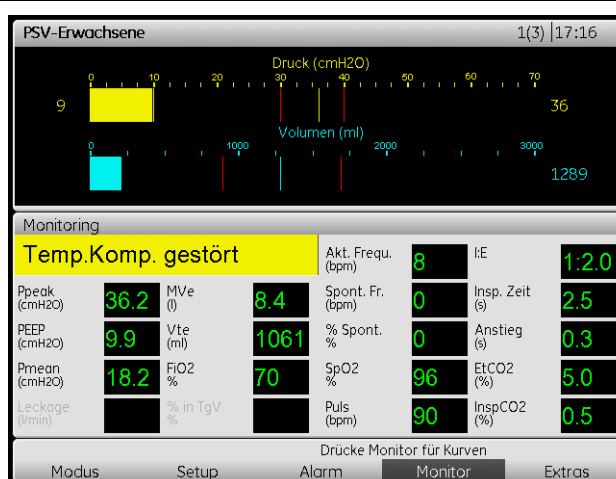 PSV-Erwachsene 1(3) 17:16
Druck (cmH2O)
0 10 20 30 40 50 60 70
9 36
Volumen (ml)
0 1000 2000 3000
1289
Monitoring
Temp.Komp. gestört
Akt. Frequ. (bpm) 8 I:E 1:2.0
Ppeak (cmH2O) 36.2 MVe (l) 8.4 Spont. Fr. (bpm) 0 Insp. Zeit (s) 2.5
PEEP (cmH2O) 9.9 Vte (ml) 1061 % Spont. % 0 Anstieg (s) 0.3
Pmean (cmH2O) 18.2 FiO2 % 70 SpO2 % 96 EtCO2 (%) 5.0
Leckage (l/min) % in TgV % Puls (bpm) 90 InspCO2 (%) 0.5
Drücke Monitor für Kurven
Modus Setup Alarm Monitor Extras